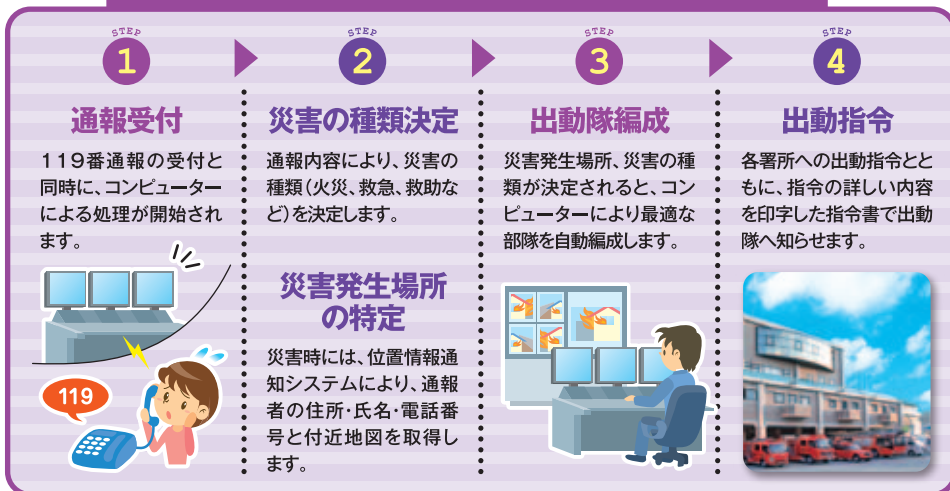 STEP
1
通報受付
119番通報の受付と
同時に、コンピューター
による処理が開始され
ます。
119
STEP
2
災害の種類決定
通報内容により、災害の
種類(火災、救急、救助な
ど)を決定します。
災害発生場所
の特定
災害時には、位置情報通
知システムにより、通報
者の住所・氏名・電話番
号と付近地図を取得し
ます。
STEP
3
出動隊編成
災害発生場所、災害の種
類が決定されると、コン
ピューターにより最適な
部隊を自動編成します。
STEP
4
出動指令
各署所への出動指令とと
もに、指令の詳しい内容
を印字した指令書で出動
隊へ知らせます。